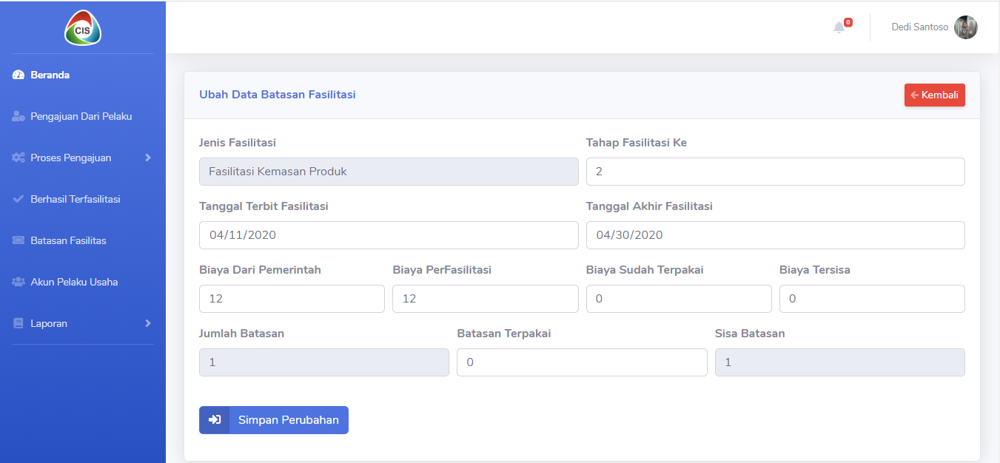 CIS
0
Dedi Santoso
Beranda
Pengajuan Dari Pelaku
Proses Pengajuan
Berhasil Terfasilitasi
Batasan Fasilitas
Akun Pelaku Usaha
Laporan
Ubah Data Batasan Fasilitasi
Kembali
Jenis Fasilitasi
Tahap Fasilitasi Ke
Fasilitasi Kemasan Produk
2
Tanggal Terbit Fasilitasi
Tanggal Akhir Fasilitasi
04/11/2020
04/30/2020
Biaya Dari Pemerintah
Biaya PerFasilitasi
Biaya Sudah Terpakai
Biaya Tersisa
12
12
0
0
Jumlah Batasan
Batasan Terpakai
Sisa Batasan
1
0
1
Simpan Perubahan